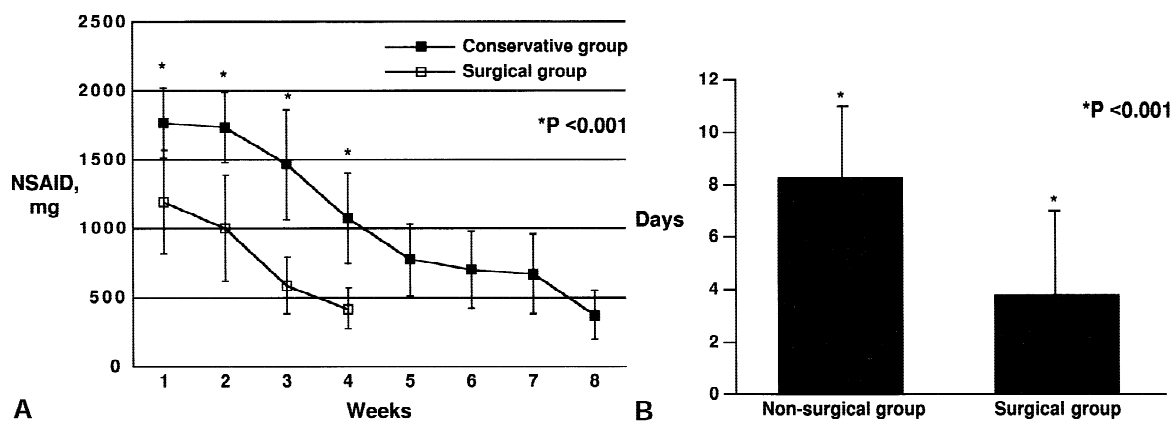 2500
2000
1500
1000
500
0
NSAID,
mg
Conservative group
Surgical group
*
*
*
*
*P <0.001
1 2 3 4 5 6 7 8
Weeks
A
12
10
8
6
4
2
0
Days
*
*
*P <0.001
Non-surgical group Surgical group
B